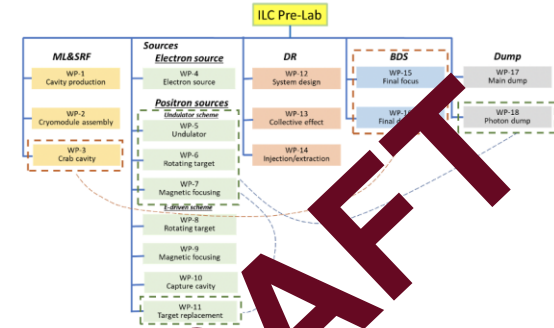 ILC Pre-Lab
ML&SRF
WP-1
Cavity production
WP-2
Cryomodule assembly
WP-3
Crab cavity
Sources
Electron source
WP-4
Electron source
Positron sources
Undulator scheme
WP-5
Undulator
WP-6
Rotating target
WP-7
Magnetic focusing
E-driven scheme
WP-8
Rotating target
WP-9
Magnetic focusing
WP-10
Capture cavity
WP-11
Target replacement
DR
WP-12
System design
WP-13
Collective effect
WP-14
Injection/extraction
BDS
WP-15
Final focus
Final
Dump
WP-17
Main dump
WP-18
Photon dump
AFT